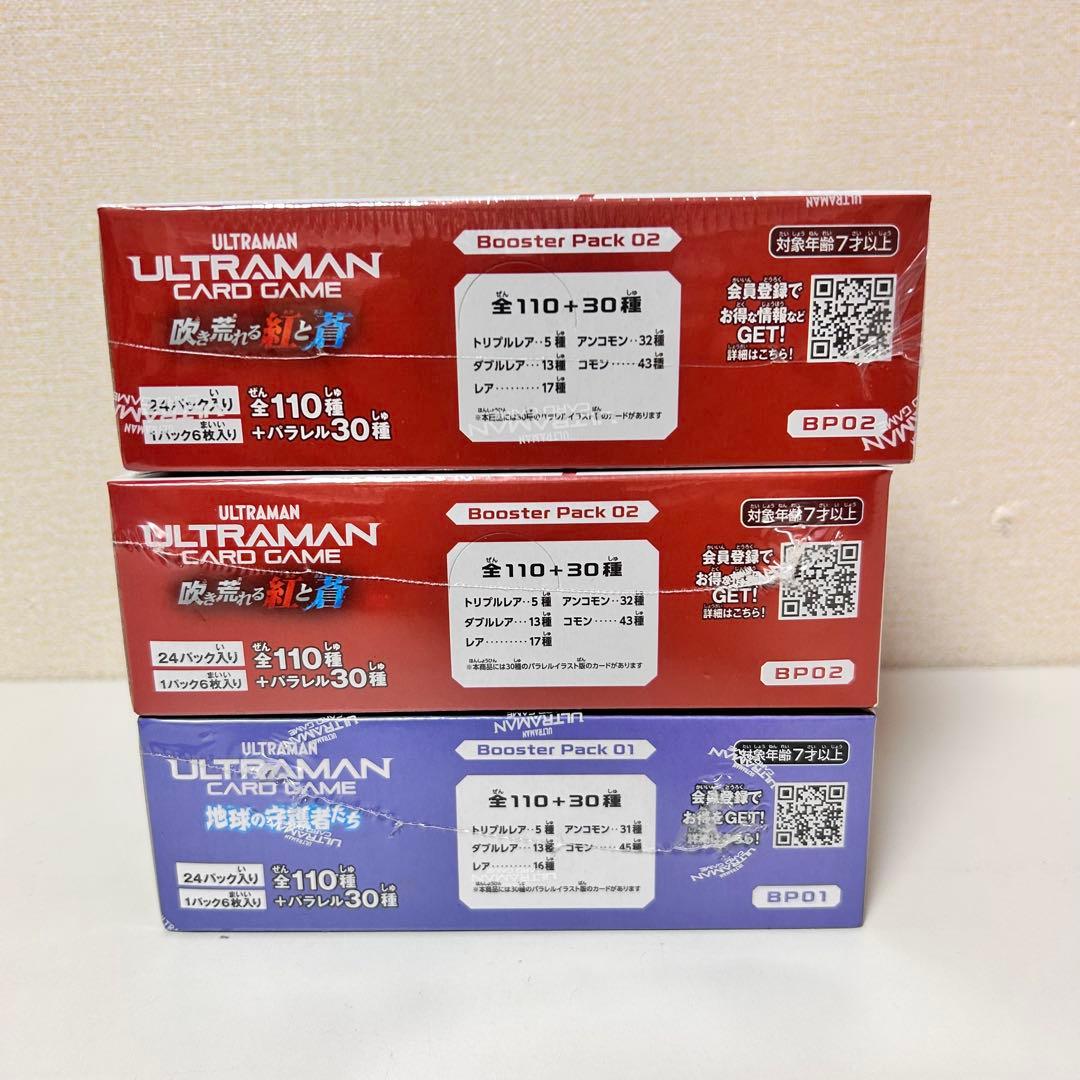 ULTRAMAN
ULTRAMAN
CARD GAME
吹き荒れる紅と蒼
24パック入り
1パック6枚入り
全110種
+パラレル30種
Booster Pack 02
全110+30種
トリプルレア‥5種 アンコモン‥32種
ダブルレア‥‥13種 コモン‥‥‥43種
レア‥‥‥‥17種
※本商品には30種のパラレルイラスト版のカードがあります
対象年齢7才以上
会員登録で
お得な情報など
GET!
詳細はこちら!
BP02
ULTRAMAN
ULTRAMAN
CARD GAME
吹き荒れる紅と蒼
24パック入り
1パック6枚入り
全110種
+パラレル30種
Booster Pack 02
全110+30種
トリプルレア‥5種 アンコモン‥32種
ダブルレア‥‥13種 コモン‥‥‥43種
レア‥‥‥‥17種
※本商品には30種のパラレルイラスト版のカードがあります
対象年齢7才以上
会員登録で
お得な情報など
GET!
詳細はこちら!
BP02
ULTRAMAN
ULTRAMAN
CARD GAME
地球の守護者たち
24パック入り
1パック6枚入り
全110種
+パラレル30種
Booster Pack 01
全110+30種
トリプルレア‥5種 アンコモン‥31種
ダブルレア‥‥13種 コモン‥‥‥45種
レア‥‥‥‥16種
※本商品には30種のパラレルイラスト版のカードがあります
対象年齢7才以上
会員登録で
お得をGET!
詳細はこちら!
BP01